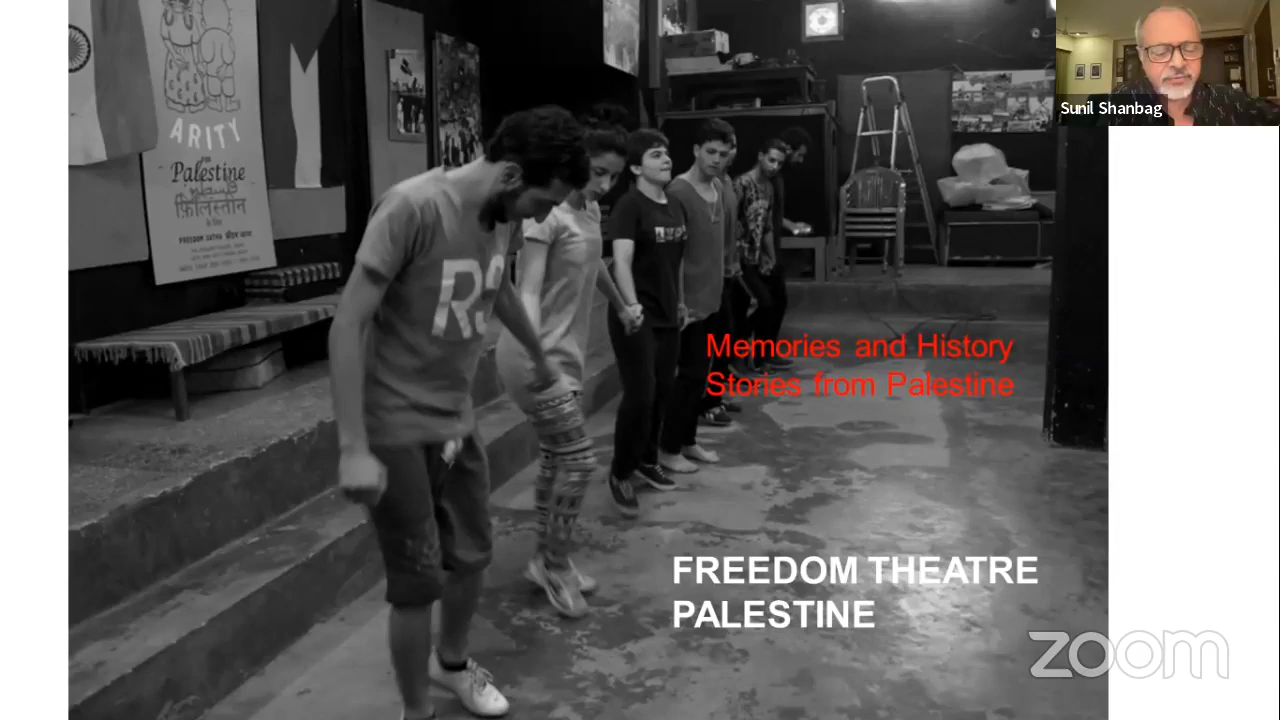 Sunil Shanbag
ARITY
Palestine
फ़िलिस्तीन
Memories and History
Stories from Palestine
FREEDOM THEATRE
PALESTINE
zoom